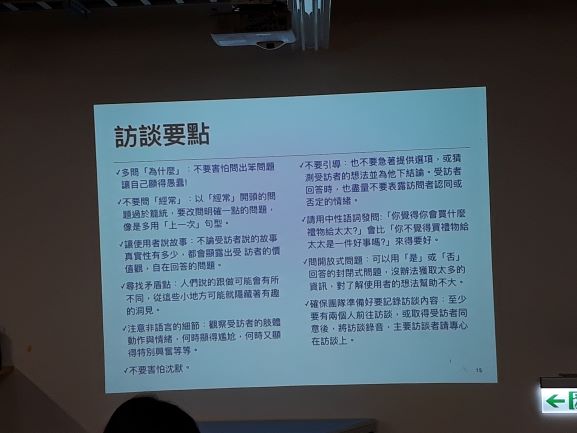 訪談要點
✓多問「為什麼」：不要害怕問出笨問題
讓自己顯得愚蠢！
✓不要問「經常」：以「經常」開頭的問
題過於籠統，要改問明確一點的問題，
像是多用「上一次」句型。
✓讓使用者說故事：不論受訪者說的故事
真實性有多少，都會顯露出受 訪者的價
值觀，自在回答的問題。
✓尋找矛盾點：人們說的跟做可能會有所
不同，從這些小地方可能就隱藏著有趣
的洞見。
✓注意非語言的細節：觀察受訪者的肢體
動作與情緒，何時顯得尷尬，何時又顯
得特別興奮等等。
✓不要害怕沈默。
✓不要引導：也不要急著提供選項，或猜
測受訪者的想法並為他下結論。受訪者
回答時，也盡量不要表露訪問者認同或
否定的情緒。
✓請用中性語詞發問：「你覺得你會買什麼
禮物給太太?」會比「你不覺得買禮物給
太太是一件好事嗎?」來得要好。
✓問開放式問題：可以用「是」或「否」
回答的封閉式問題，沒辦法獲取太多的
資訊，對了解使用者的想法幫助不大。
✓確保團隊準備好要記錄訪談內容：至少
要有兩個人前往訪談，或取得受訪者同
意後，將訪談錄音，主要訪談者請專心
在訪談上。
15